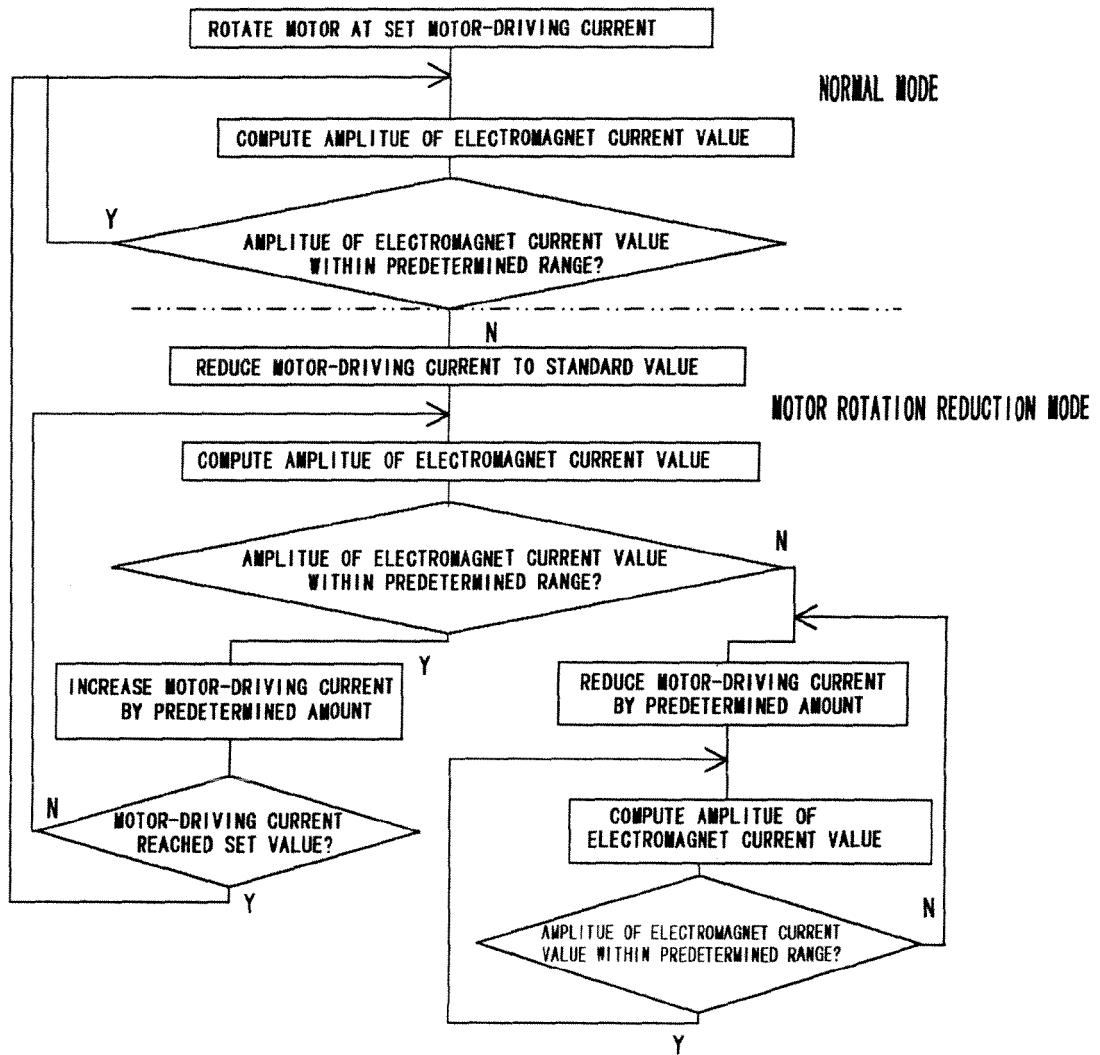 ROTATE MOTOR AT SET MOTOR-DRIVING CURRENT
NORMAL MODE
COMPUTE AMPLITUE OF ELECTROMAGNET CURRENT VALUE
Y
AMPLITUE OF ELECTROMAGNET CURRENT VALUE
WITHIN PREDETERMINED RANGE?
N
REDUCE MOTOR-DRIVING CURRENT TO STANDARD VALUE
MOTOR ROTATION REDUCTION MODE
COMPUTE AMPLITUE OF ELECTROMAGNET CURRENT VALUE
N
AMPLITUE OF ELECTROMAGNET CURRENT VALUE
WITHIN PREDETERMINED RANGE?
Y
INCREASE MOTOR-DRIVING CURRENT
BY PREDETERMINED AMOUNT
REDUCE MOTOR-DRIVING CURRENT
BY PREDETERMINED AMOUNT
N
MOTOR-DRIVING CURRENT
REACHED SET VALUE?
Y
COMPUTE AMPLITUE OF
ELECTROMAGNET CURRENT VALUE
N
AMPLITUE OF ELECTROMAGNET CURRENT
VALUE WITHIN PREDETERMINED RANGE?
Y